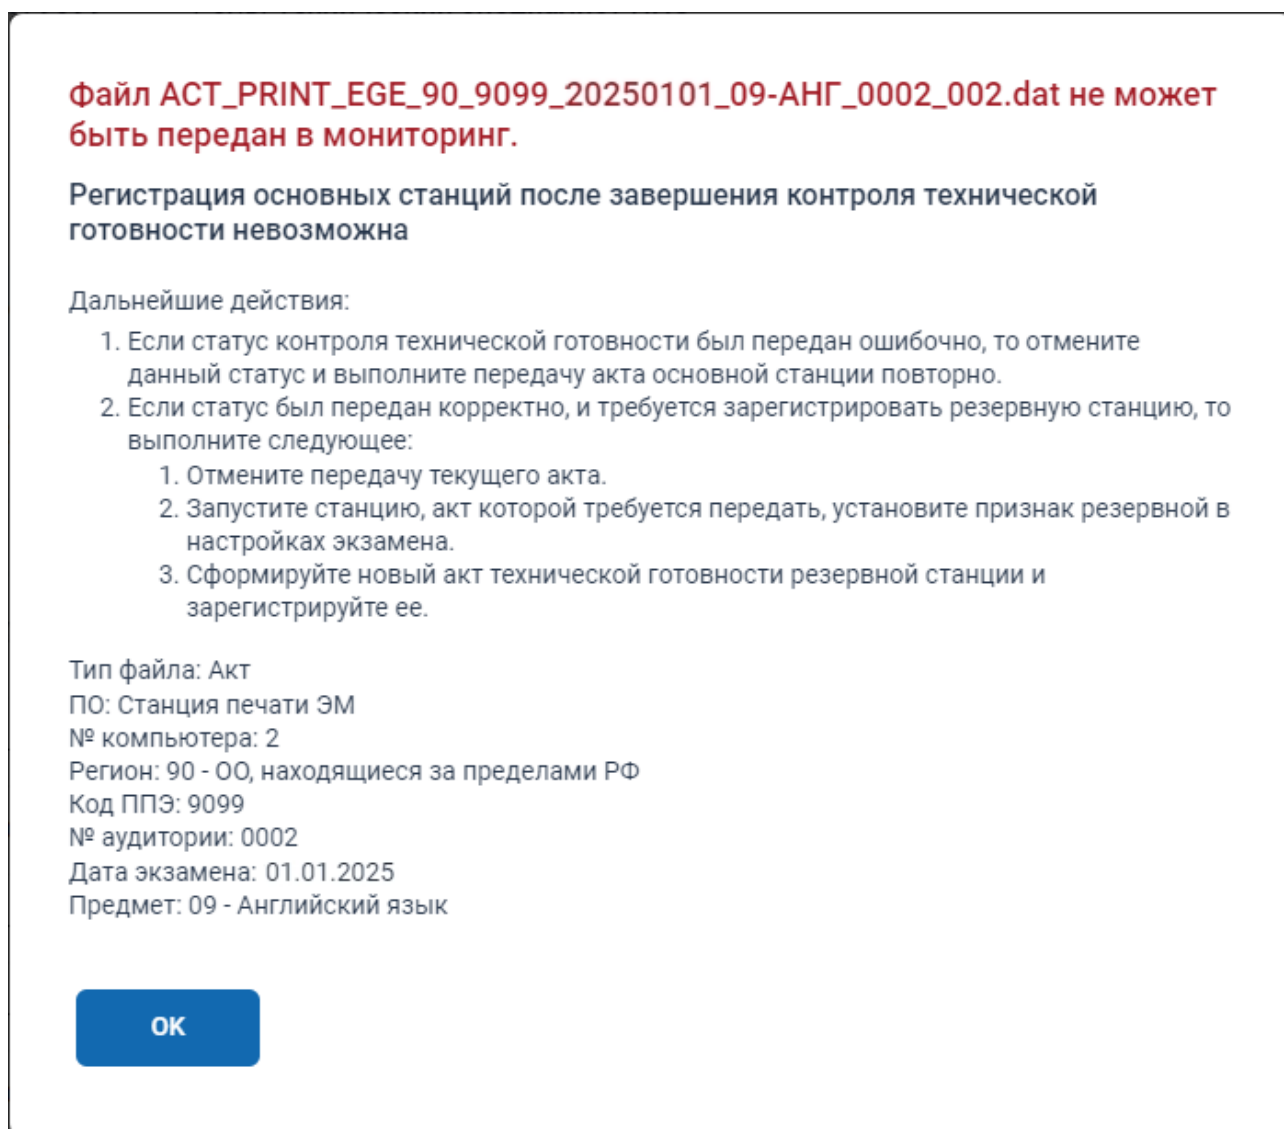 Файл ACT_PRINT_EGE_90_9099_20250101_09-АНГ_0002_002.dat не может
быть передан в мониторинг.
Регистрация основных станций после завершения контроля технической
готовности невозможна
Дальнейшие действия:
1. Если статус контроля технической готовности был передан ошибочно, то отмените
данный статус и выполните передачу акта основной станции повторно.
2. Если статус был передан корректно, и требуется зарегистрировать резервную станцию, то
выполните следующее:
1. Отмените передачу текущего акта.
2. Запустите станцию, акт которой требуется передать, установите признак резервной в
настройках экзамена.
3. Сформируйте новый акт технической готовности резервной станции и
зарегистрируйте ее.
Тип файла: Акт
ПО: Станция печати ЭМ
№ компьютера: 2
Регион: 90 - ОО, находящиеся за пределами РФ
Код ППЭ: 9099
№ аудитории: 0002
Дата экзамена: 01.01.2025
Предмет: 09 - Английский язык
ОК